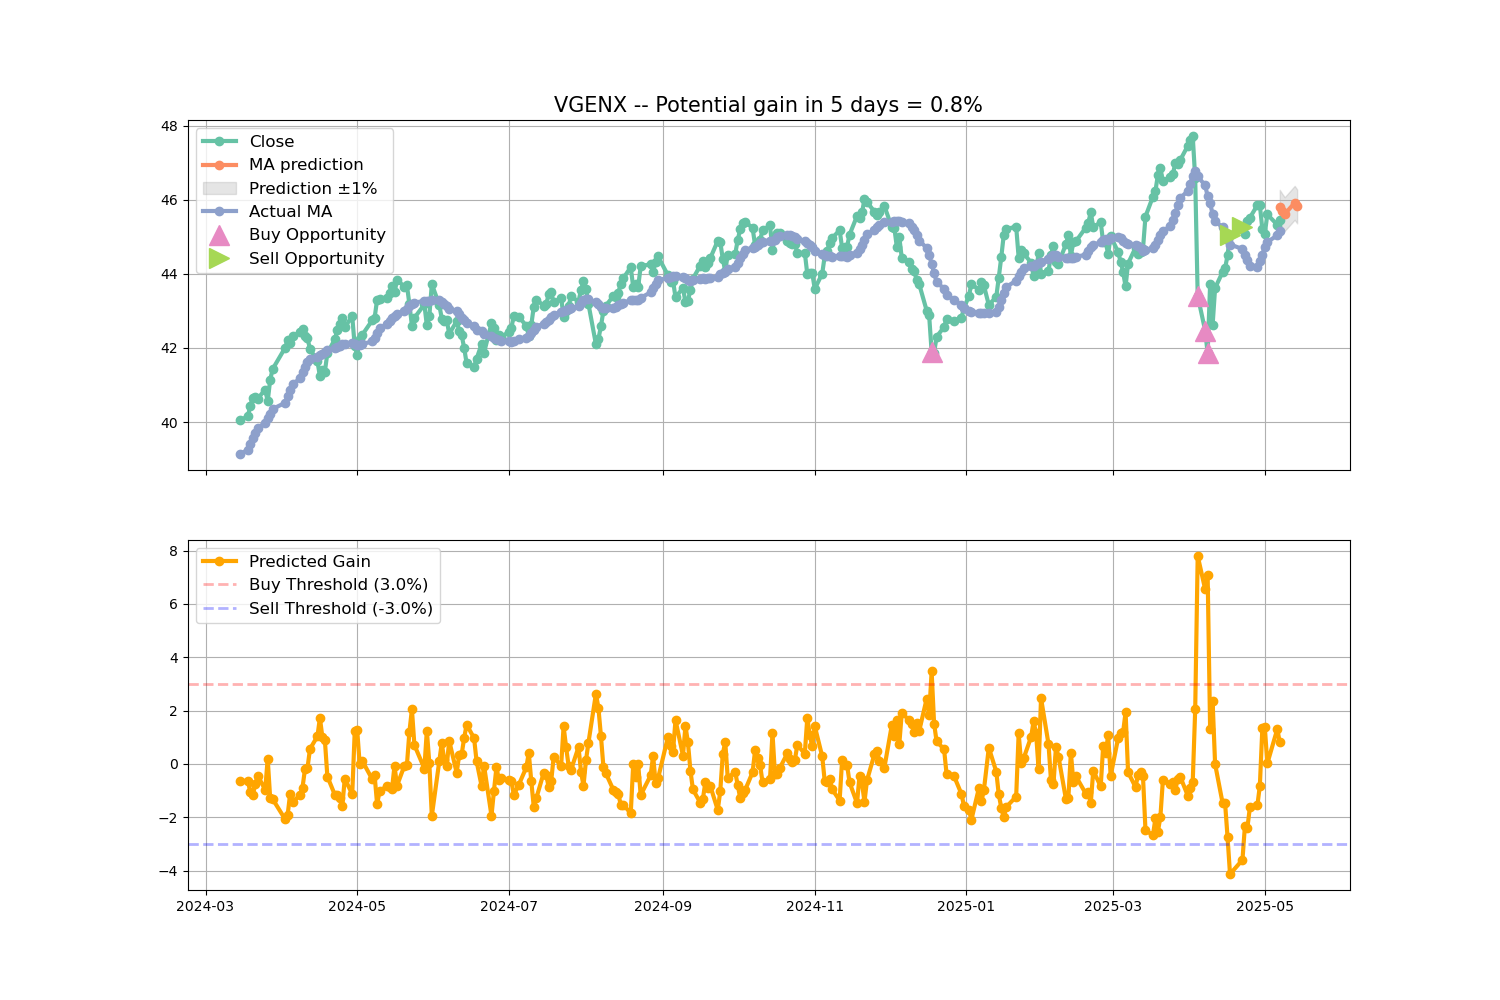 VGENX -- Potential gain in 5 days = 0.8%
48
46
44
42
40
Close
MA prediction
Prediction ±1%
Actual MA
Buy Opportunity
Sell Opportunity
8
6
4
2
0
−2
−4
Predicted Gain
Buy Threshold (3.0%)
Sell Threshold (-3.0%)
2024-03
2024-05
2024-07
2024-09
2024-11
2025-01
2025-03
2025-05